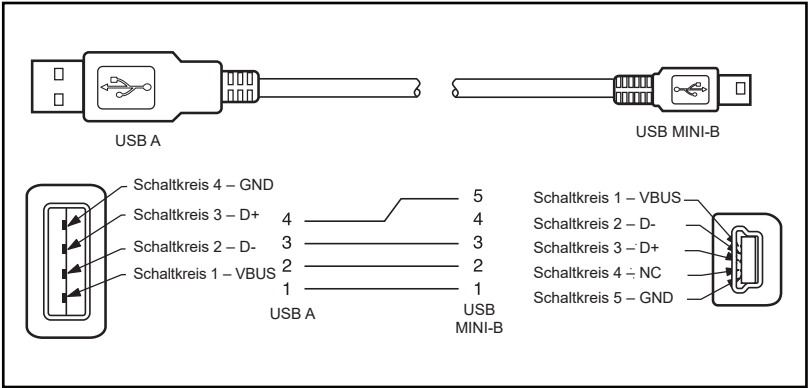 USB A
USB MINI-B
Schaltkreis 4 – GND
Schaltkreis 3 – D+
Schaltkreis 2 – D-
Schaltkreis 1 – VBUS
4
3
2
1
USB A
5
4
3
2
1
USB
MINI-B
Schaltkreis 1 – VBUS
Schaltkreis 2 – D-
Schaltkreis 3 – D+
Schaltkreis 4 – NC
Schaltkreis 5 – GND